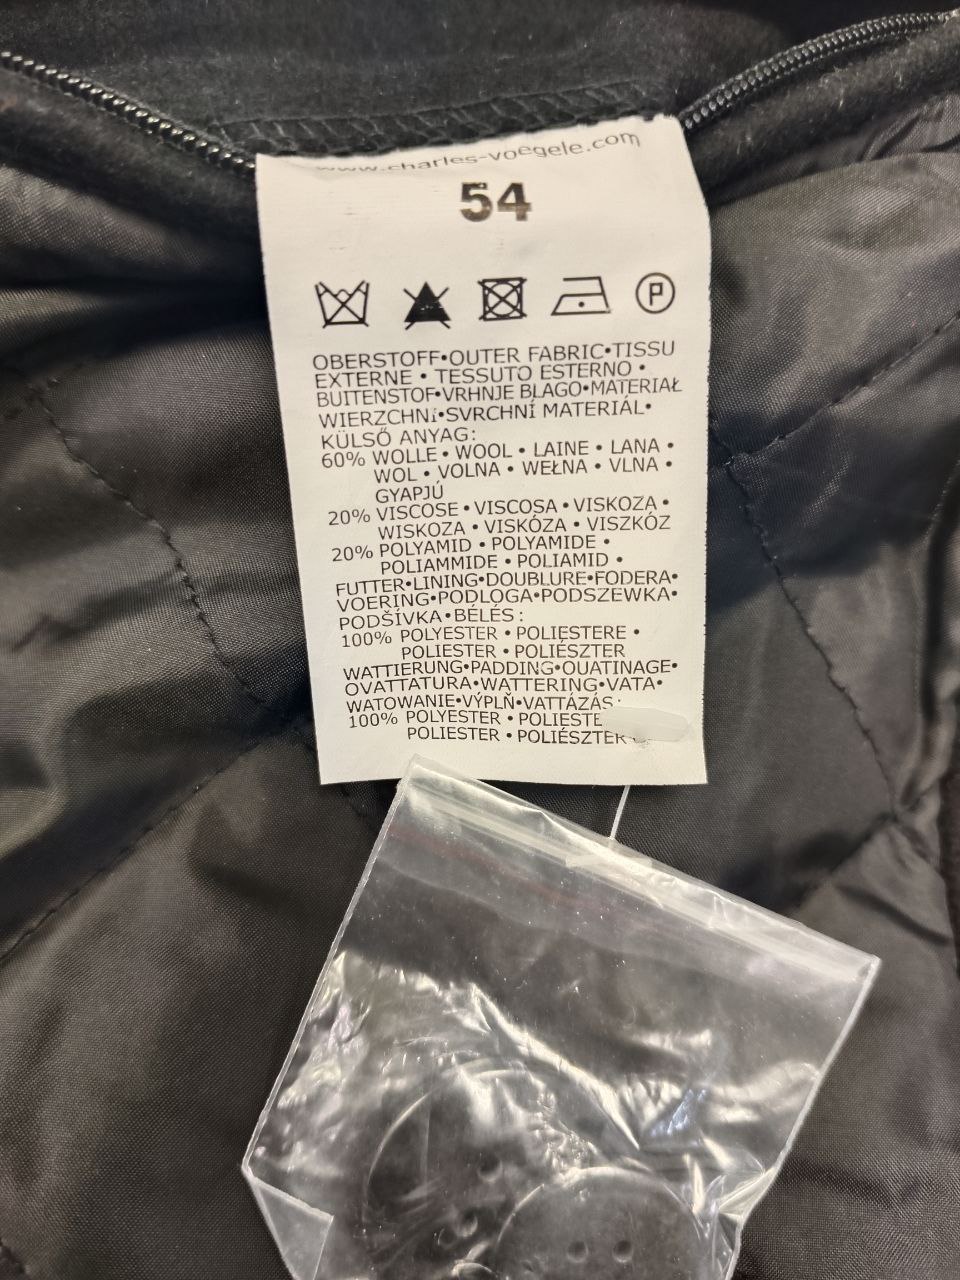 www.charles-voegele.com
54
P
OBERSTOFF•OUTER FABRIC•TISSU
EXTERNE • TESSUTO ESTERNO •
BUITENSTOF•VRHNJE BLAGO•MATERIAŁ
WIERZCHNi•SVRCHNÍ MATERIÁL•
KÜLSŐ ANYAG:
60% WOLLE • WOOL • LAINE • LANA •
WOL • VOLNA • WEŁNA • VLNA •
GYAPJÚ
20% VISCOSE • VISCOSA • VISKOZA •
WISKOZA • VISKÓZA • VISZKÓZ
20% POLYAMID • POLYAMIDE •
POLIAMMIDE • POLIAMID •
FUTTER•LINING•DOUBLURE•FODERA•
VOERING•PODLOGA•PODSZEWKA•
PODŠÍVKA•BÉLÉS:
100% POLYESTER • POLIESTERE •
POLIESTER • POLIÉSZTER
WATTIERUNG•PADDING•OUATINAGE•
OVATTATURA•WATTERING•VATA•
WATOWANIE•VÝPLŇ•VATTÁZÁS:
100% POLYESTER • POLIESTE
POLIESTER • POLIÉSZTER